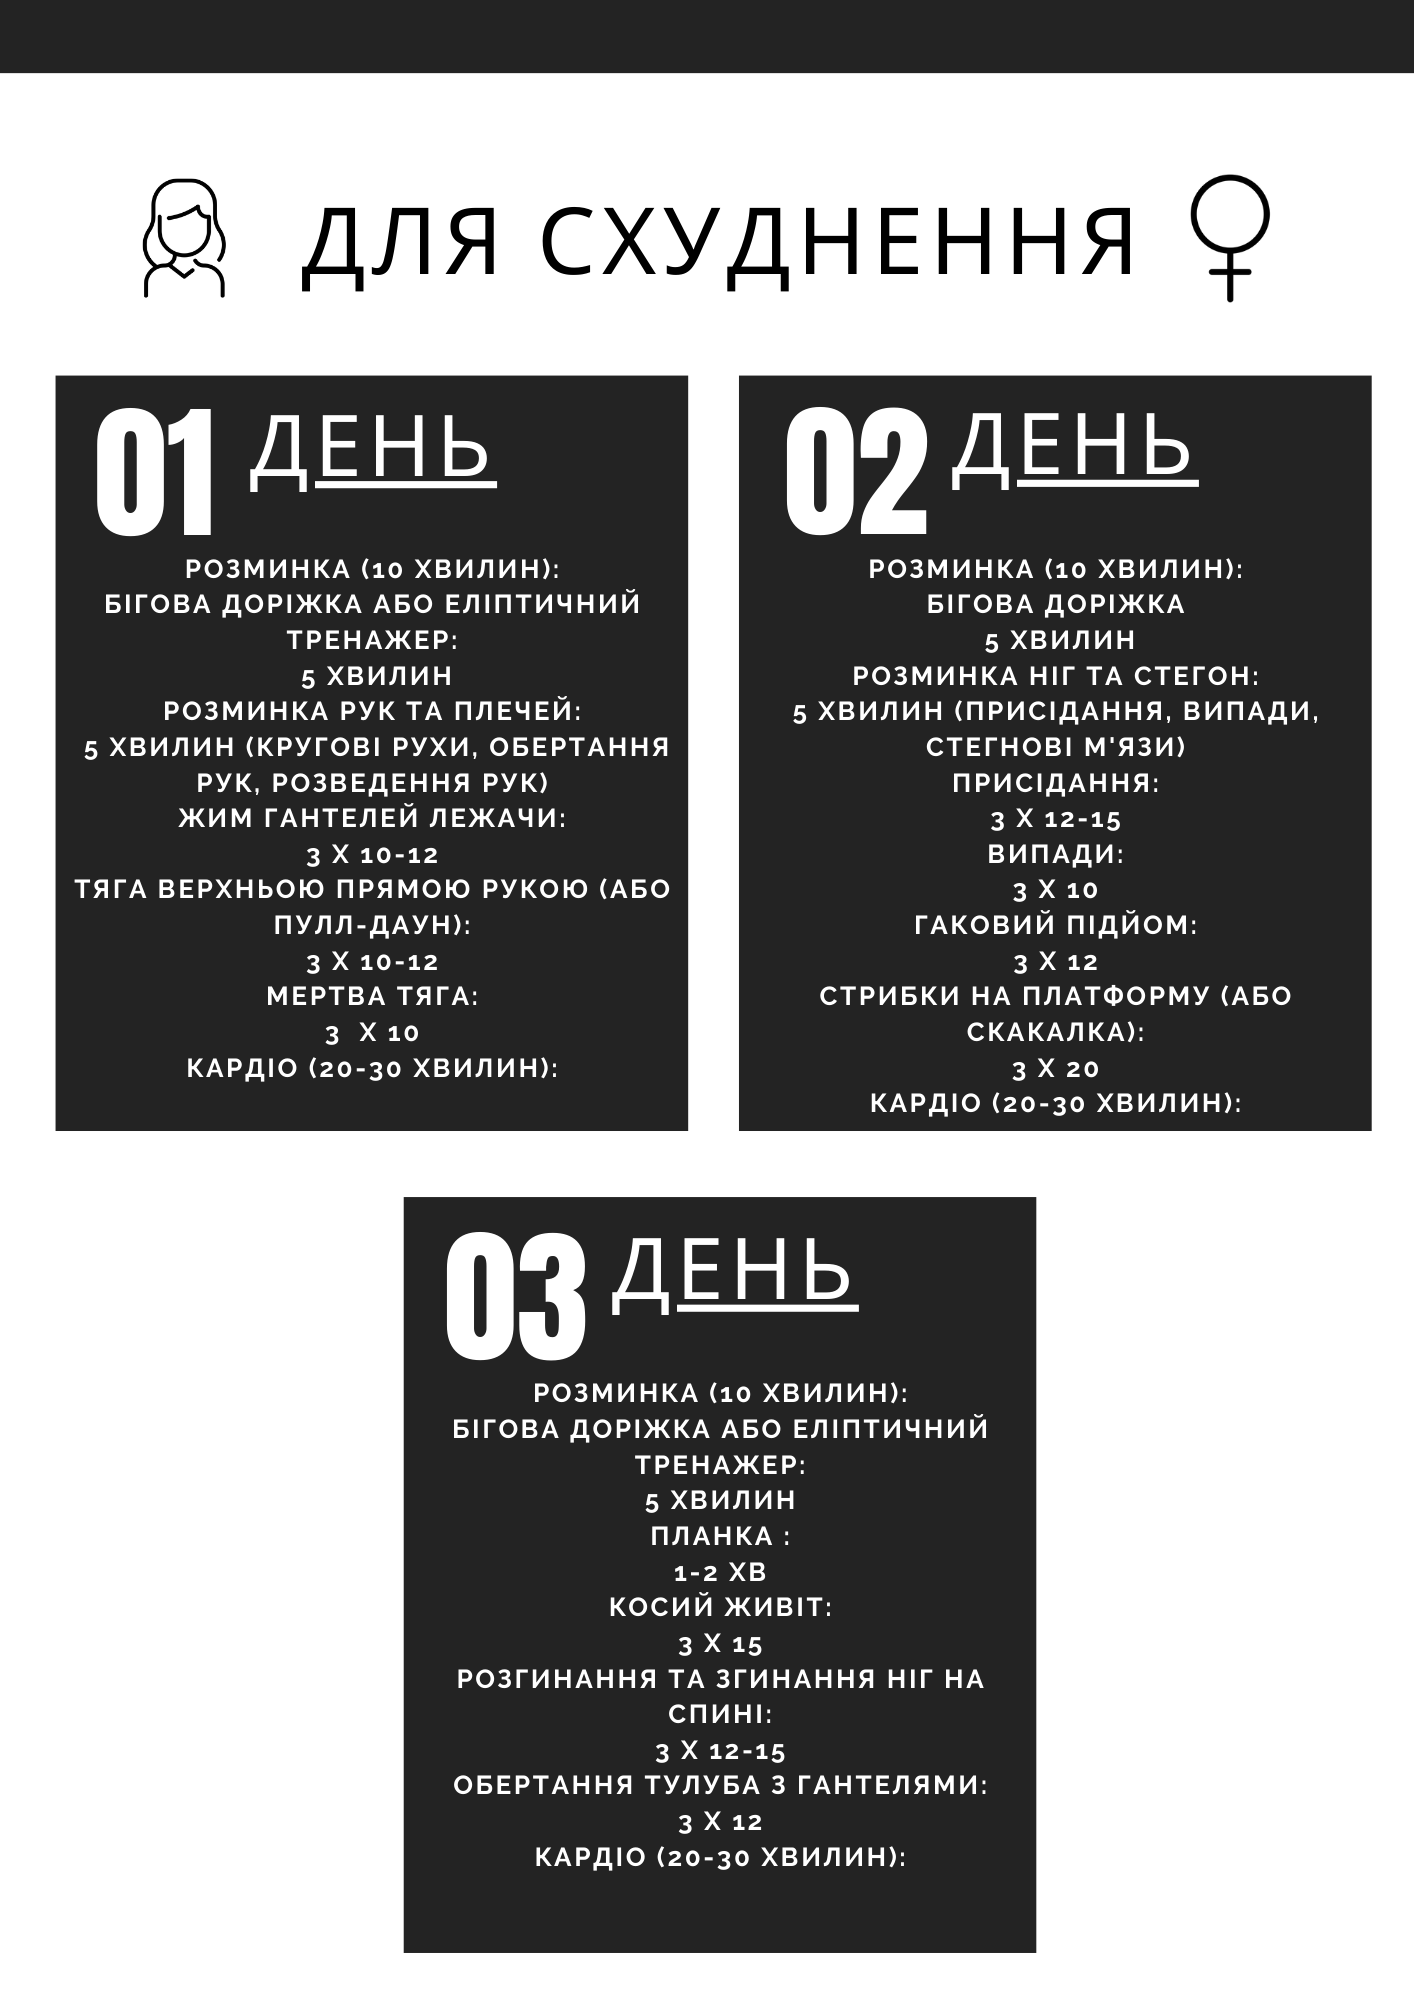 ДЛЯ СХУДНЕННЯ
01 ДЕНЬ
РОЗМИНКА (10 ХВИЛИН):
БІГОВА ДОРІЖКА АБО ЕЛІПТИЧНИЙ
ТРЕНАЖЕР:
5 ХВИЛИН
РОЗМИНКА РУК ТА ПЛЕЧЕЙ:
5 ХВИЛИН (КРУГОВІ РУХИ, ОБЕРТАННЯ
РУК, РОЗВЕДЕННЯ РУК)
ЖИМ ГАНТЕЛЕЙ ЛЕЖАЧИ:
3 Х 10-12
ТЯГА ВЕРХНЬОЮ ПРЯМОЮ РУКОЮ (АБО
ПУЛЛ-ДАУН):
3 Х 10-12
МЕРТВА ТЯГА:
3 Х 10
КАРДІО (20-30 ХВИЛИН):
02 ДЕНЬ
РОЗМИНКА (10 ХВИЛИН):
БІГОВА ДОРІЖКА
5 ХВИЛИН
РОЗМИНКА НІГ ТА СТЕГОН:
5 ХВИЛИН (ПРИСІДАННЯ, ВИПАДИ,
СТЕГНОВІ М'ЯЗИ)
ПРИСІДАННЯ:
3 Х 12-15
ВИПАДИ:
3 Х 10
ГАКОВИЙ ПІДЙОМ:
3 Х 12
СТРИБКИ НА ПЛАТФОРМУ (АБО
СКАКАЛКА):
3 Х 20
КАРДІО (20-30 ХВИЛИН):
03 ДЕНЬ
РОЗМИНКА (10 ХВИЛИН):
БІГОВА ДОРІЖКА АБО ЕЛІПТИЧНИЙ
ТРЕНАЖЕР:
5 ХВИЛИН
ПЛАНКА :
1-2 ХВ
КОСИЙ ЖИВІТ:
3 Х 15
РОЗГИНАННЯ ТА ЗГИНАННЯ НІГ НА
СПИНІ:
3 Х 12-15
ОБЕРТАННЯ ТУЛУБА З ГАНТЕЛЯМИ:
3 Х 12
КАРДІО (20-30 ХВИЛИН):